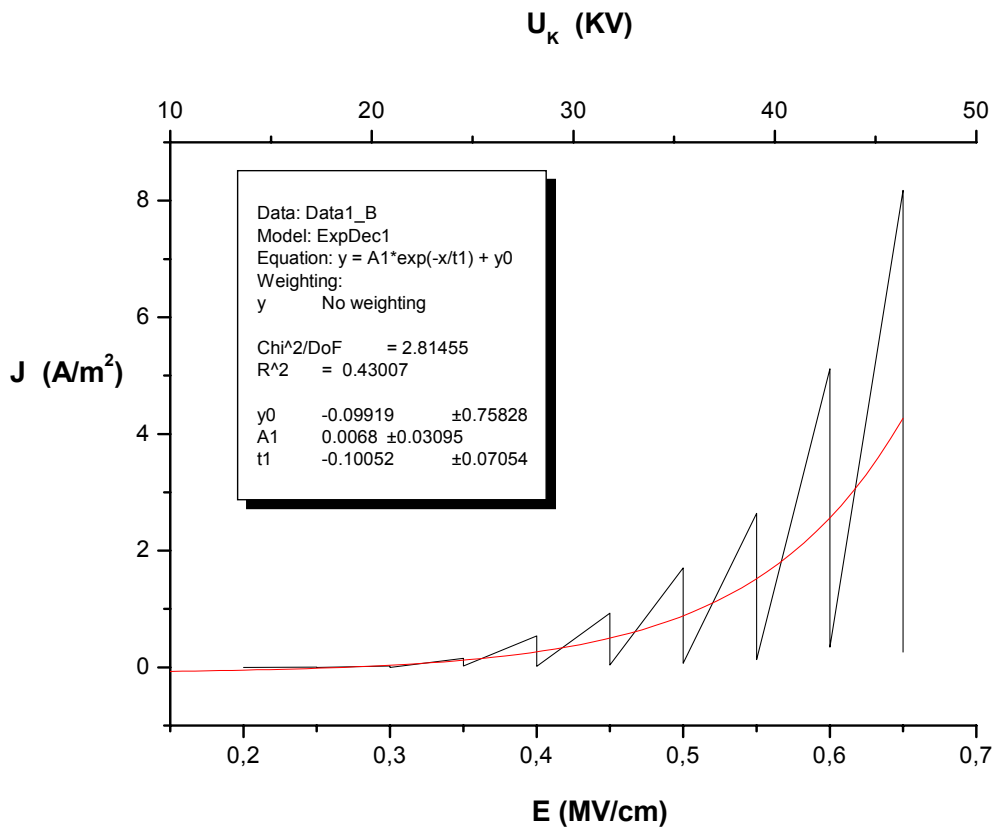 U_K (KV)
10 20 30 40 50
Data: Data1_B
Model: ExpDec1
Equation: y = A1*exp(-x/t1) + y0
Weighting:
y No weighting
Chi^2/DoF = 2.81455
R^2 = 0.43007
y0 -0.09919 ±0.75828
A1 0.0068 ±0.03095
t1 -0.10052 ±0.07054
8
6
J (A/m²)
4
2
0
0,2 0,3 0,4 0,5 0,6 0,7
E (MV/cm)